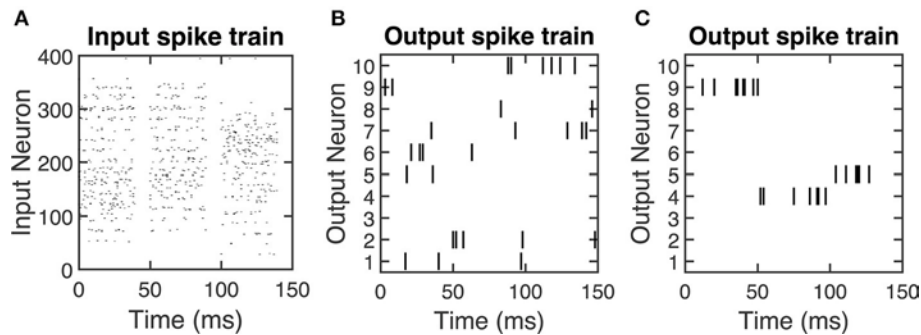 A
Input spike train
400
300
200
100
0
Input Neuron
0 50 100 150
Time (ms)
B
Output spike train
10
9
8
7
6
5
4
3
2
1
Output Neuron
0 50 100 150
Time (ms)
C
Output spike train
10
9
8
7
6
5
4
3
2
1
Output Neuron
0 50 100 150
Time (ms)